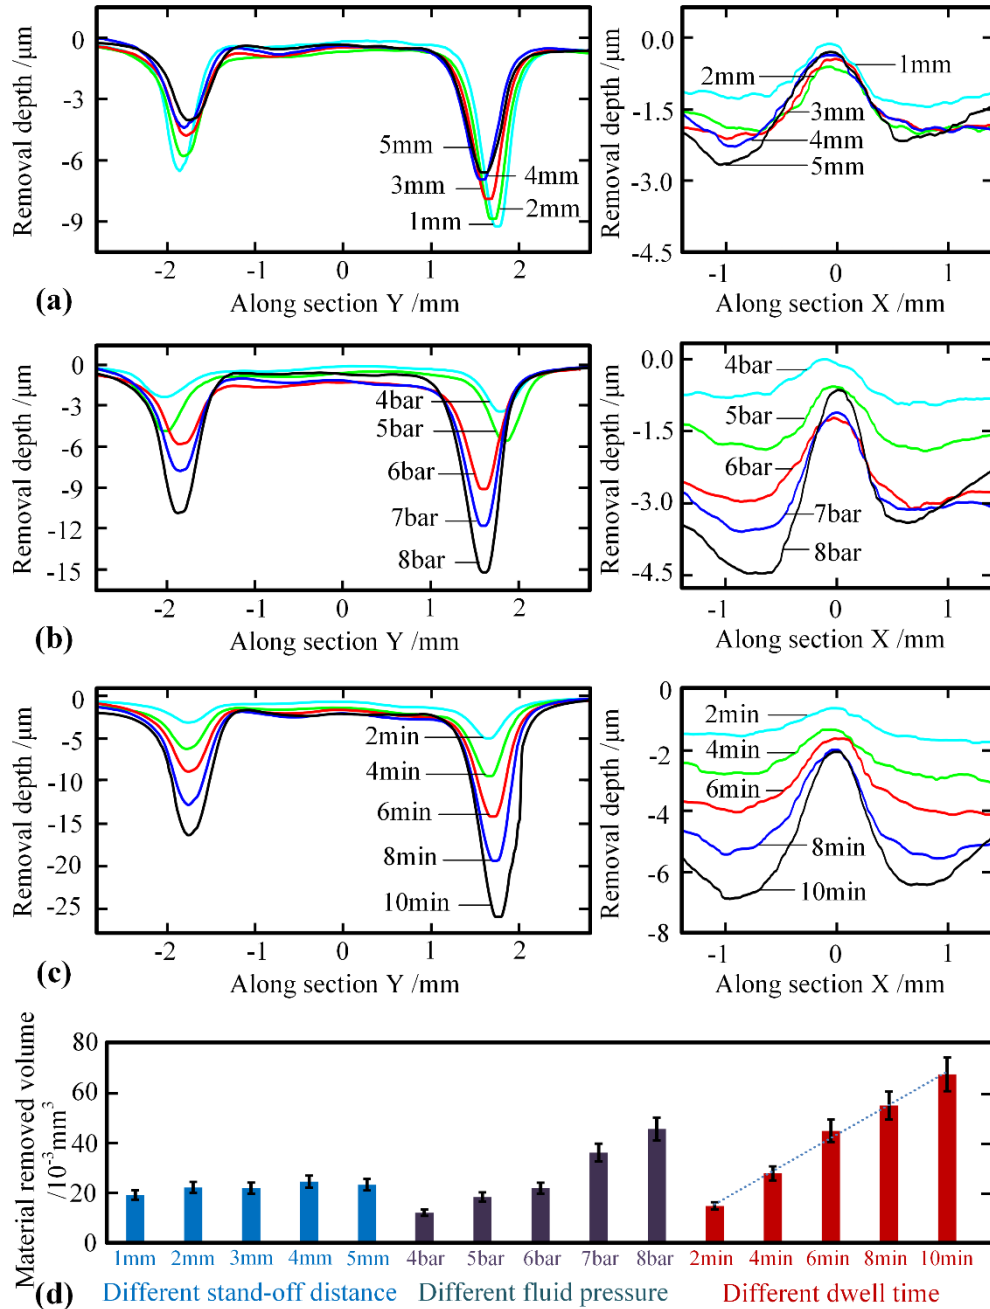 Removal depth /μm
0
-3
-6
-9
5mm
4mm
3mm
2mm
1mm
-2
-1
0
1
2
Along section Y /mm
(a)
Removal depth /μm
0.0
-1.5
-3.0
-4.5
1mm
2mm
3mm
4mm
5mm
-1
0
1
Along section X /mm
Removal depth /μm
0
-3
-6
-9
-12
-15
4bar
5bar
6bar
7bar
8bar
-2
-1
0
1
2
Along section Y /mm
(b)
Removal depth /μm
0.0
-1.5
-3.0
-4.5
4bar
5bar
6bar
7bar
8bar
-1
0
1
Along section X /mm
Removal depth /μm
0
-5
-10
-15
-20
-25
2min
4min
6min
8min
10min
-2
-1
0
1
2
Along section Y /mm
(c)
Removal depth /μm
0
-2
-4
-6
-8
2min
4min
6min
8min
10min
-1
0
1
Along section X /mm
Material removed volume
/10⁻³mm³
80
60
40
20
0
1mm 2mm 3mm 4mm 5mm 4bar 5bar 6bar 7bar 8bar 2min 4min 6min 8min 10min
(d) Different stand-off distance Different fluid pressure Different dwell time